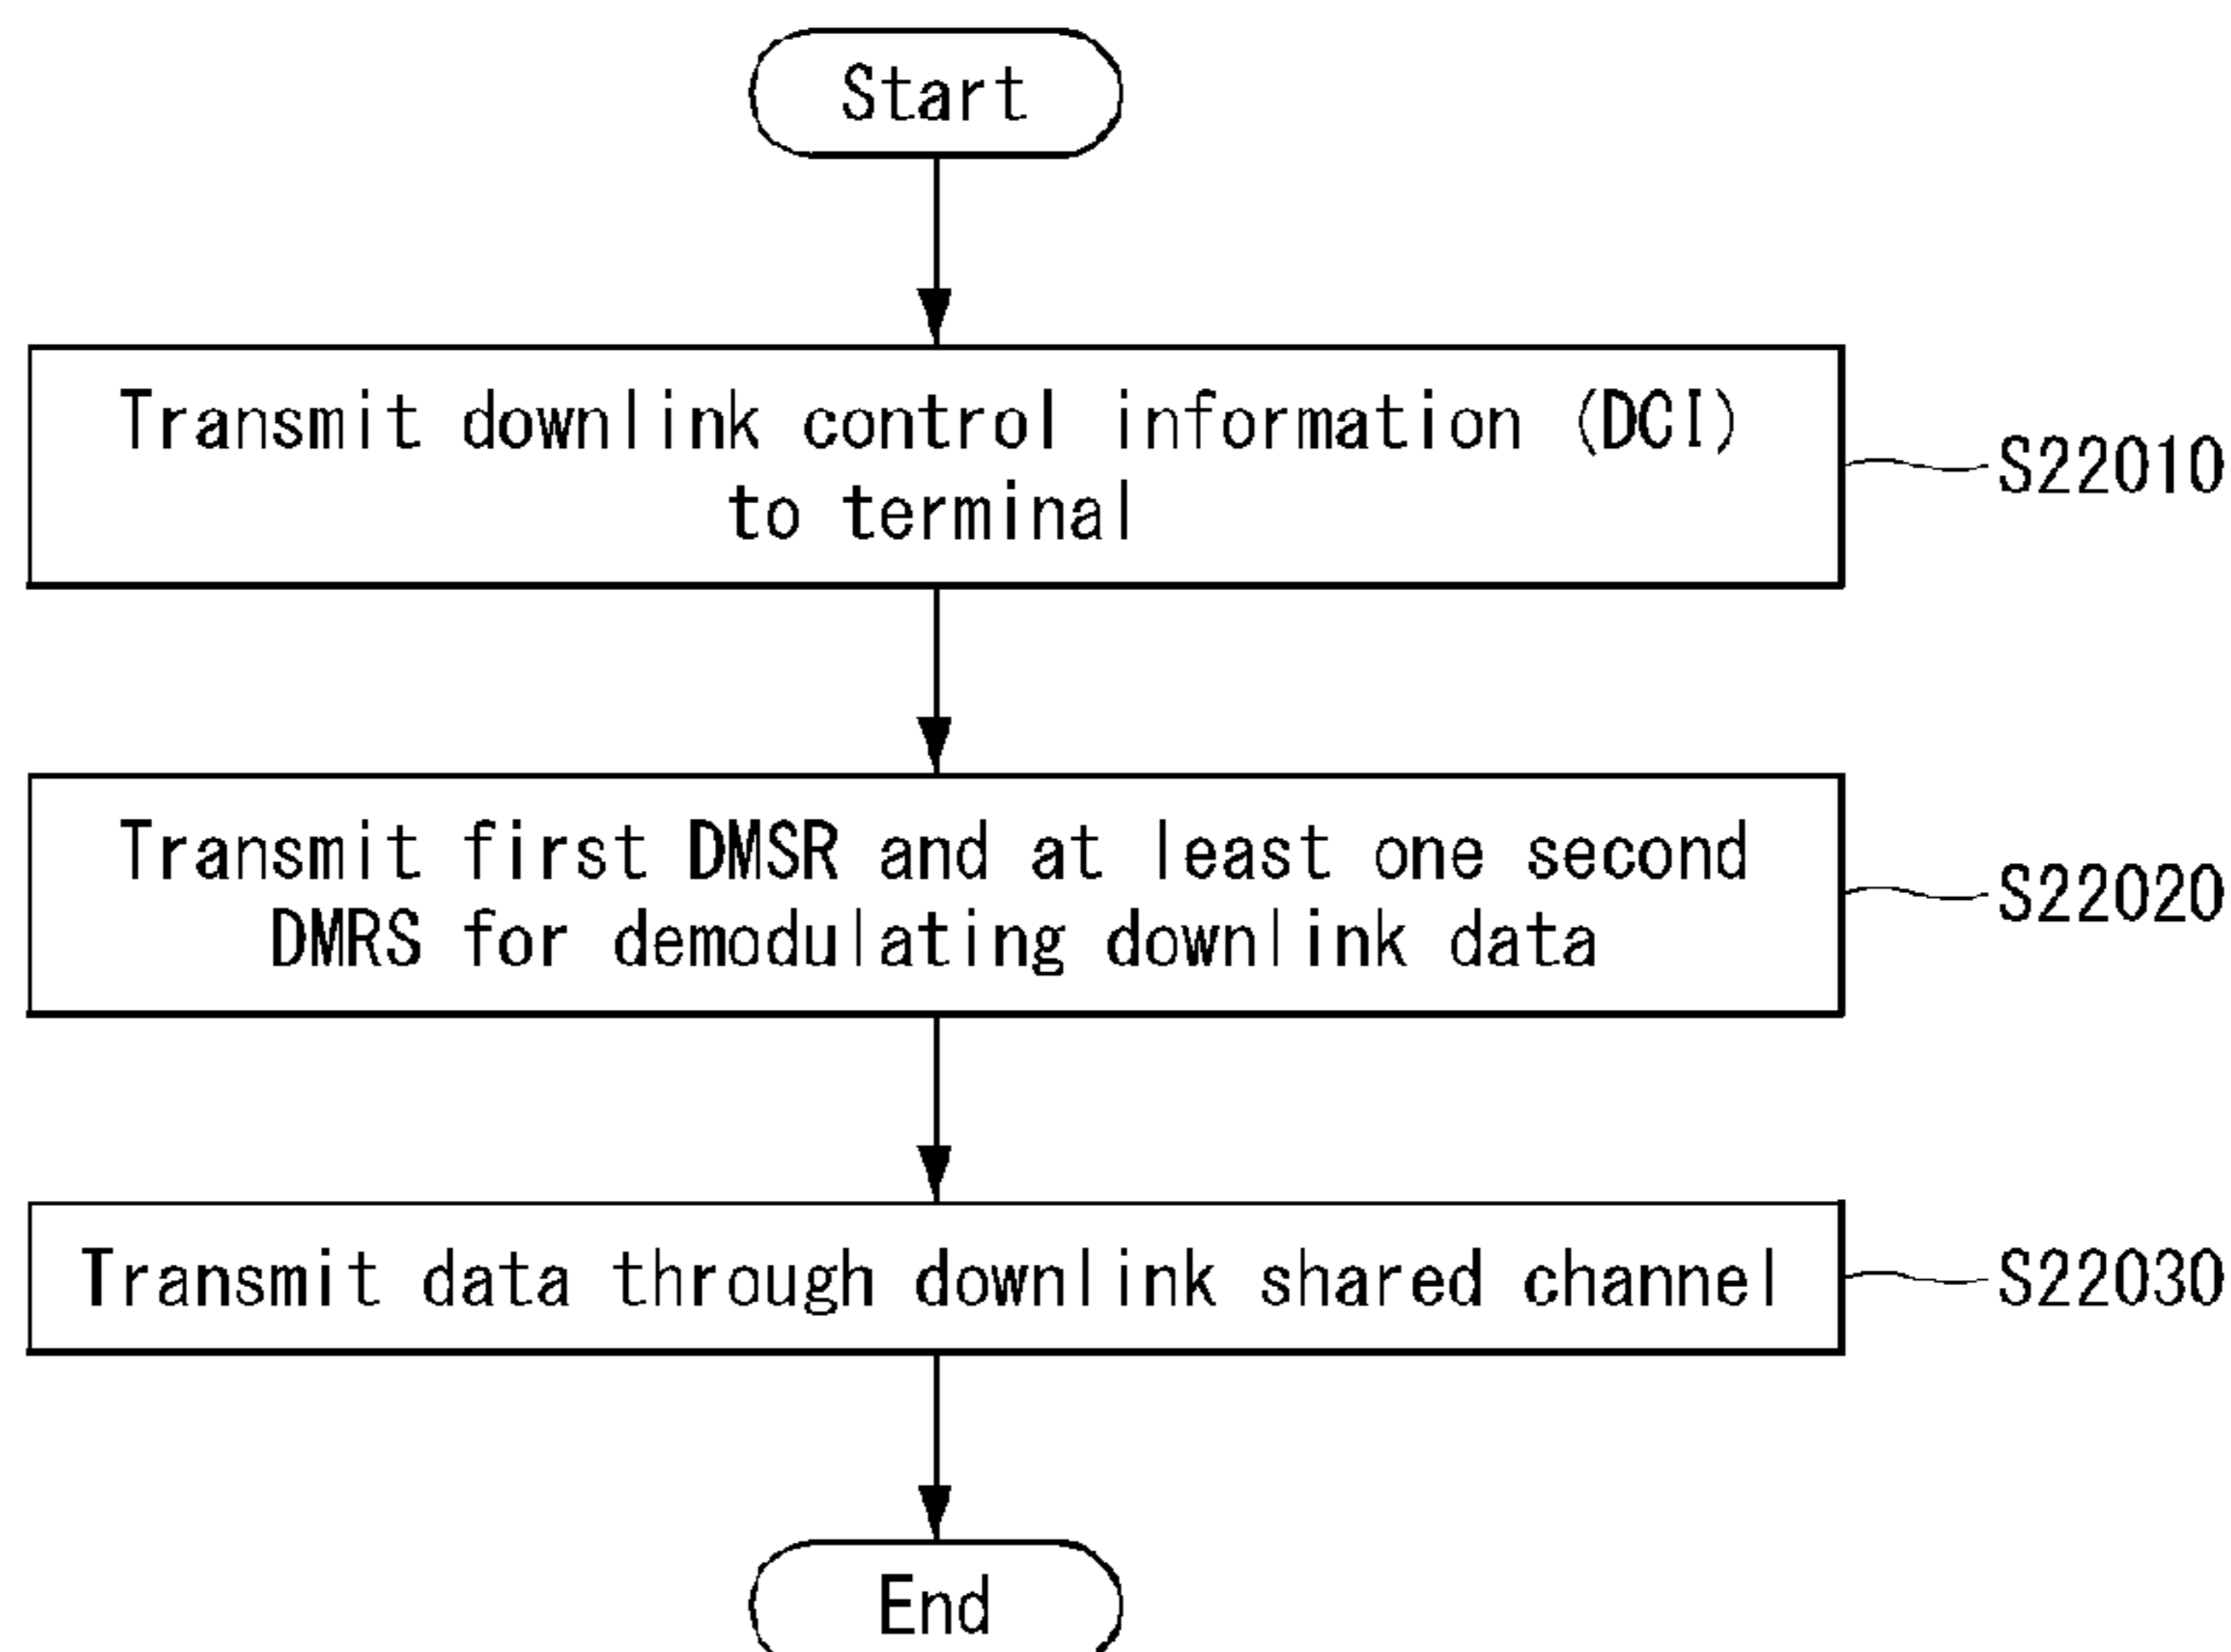 Start
Transmit downlink control information (DCI)
to terminal
S22010
Transmit first DMSR and at least one second
DMRS for demodulating downlink data
S22020
Transmit data through downlink shared channel
S22030
End